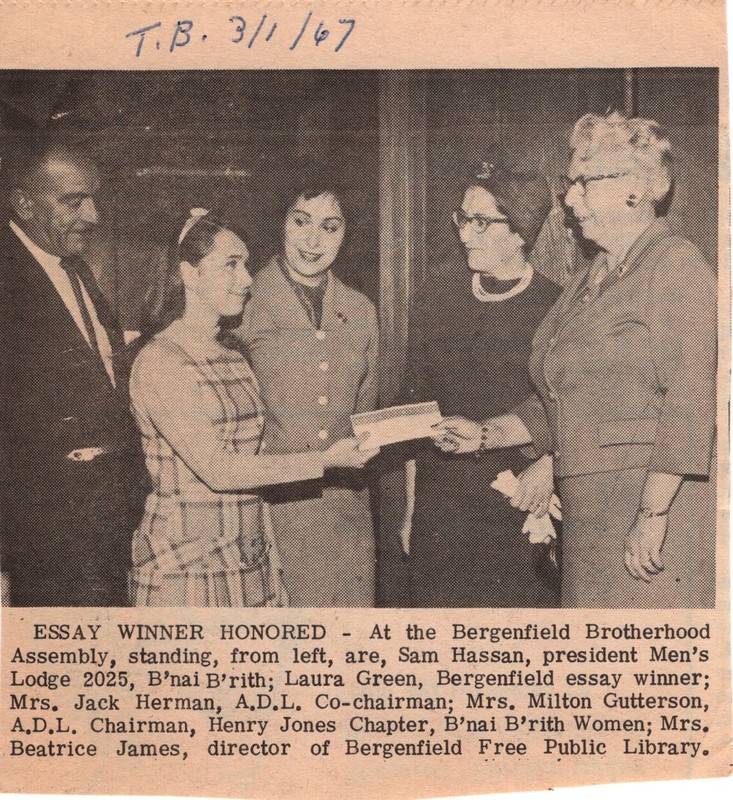 T.B. 3/1/67
ESSAY WINNER HONORED - At the Bergenfield Brotherhood
Assembly, standing, from left, are, Sam Hassan, president Men's
Lodge 2025, B'nai B'rith; Laura Green, Bergenfield essay winner;
Mrs. Jack Herman, A.D.L. Co-chairman; Mrs. Milton Gutterson,
A.D.L. Chairman, Henry Jones Chapter, B'nai B'rith Women; Mrs.
Beatrice James, director of Bergenfield Free Public Library.